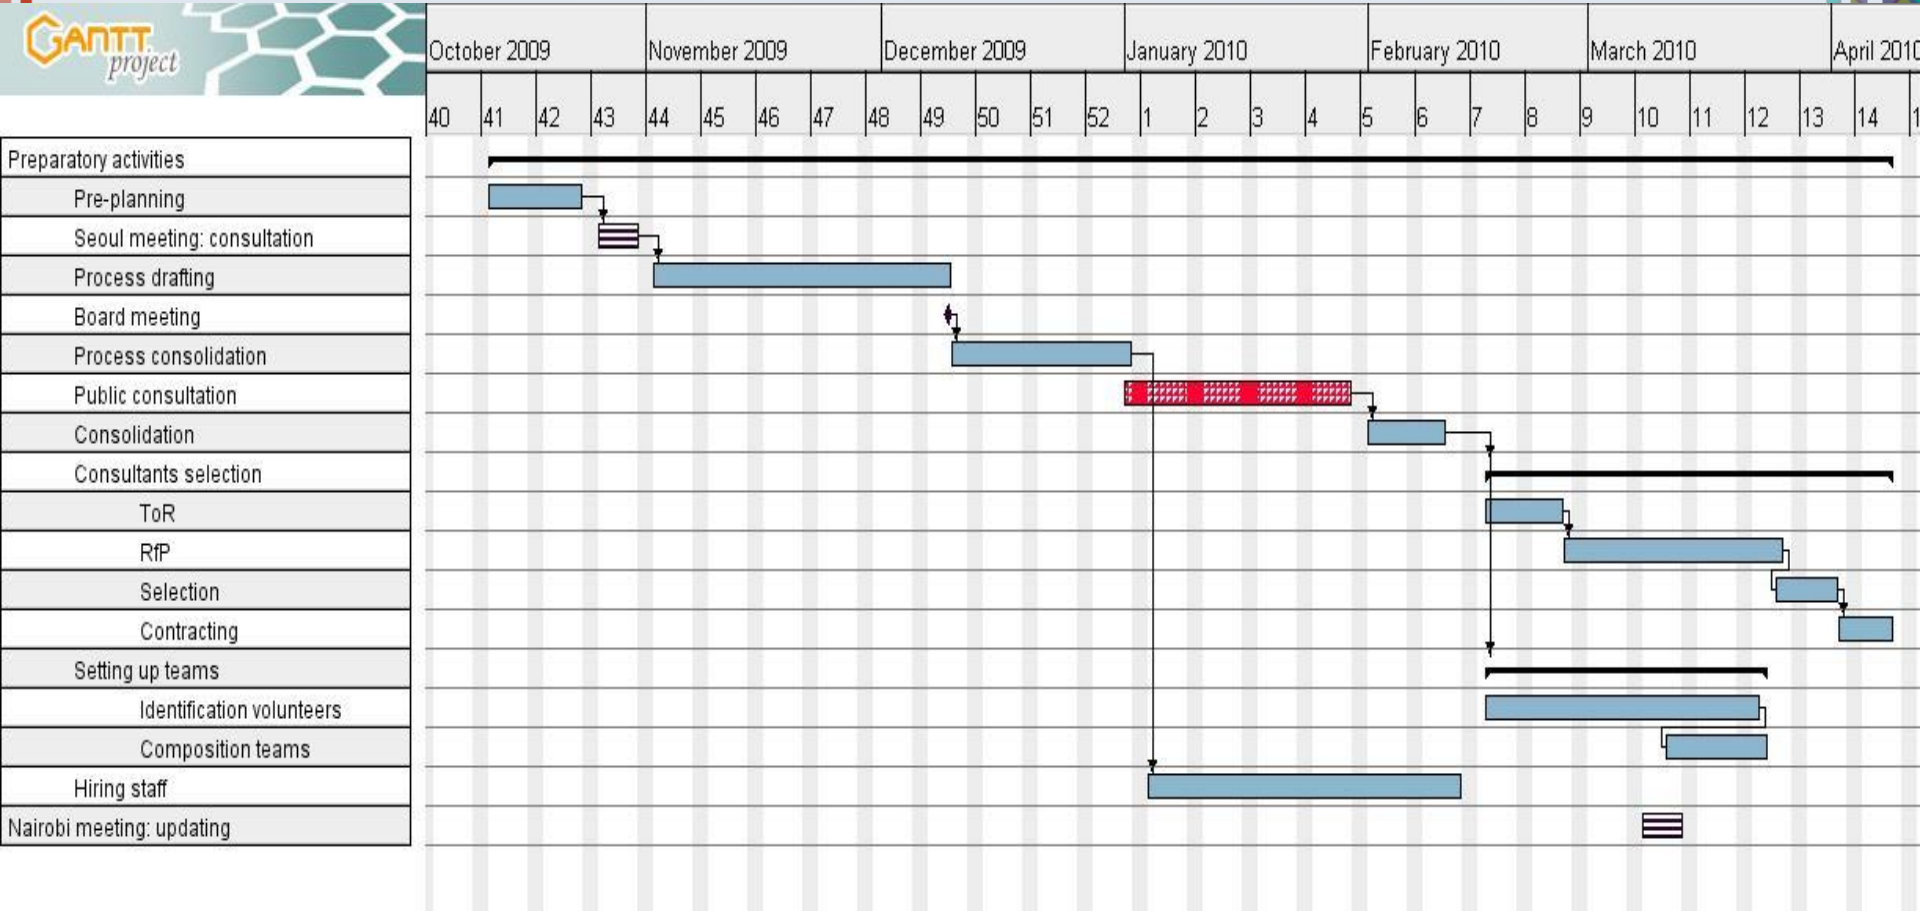 GANTT
project
October 2009 November 2009 December 2009 January 2010 February 2010 March 2010 April 2010
40 41 42 43 44 45 46 47 48 49 50 51 52 1 2 3 4 5 6 7 8 9 10 11 12 13 14 1
Preparatory activities
Pre-planning
Seoul meeting: consultation
Process drafting
Board meeting
Process consolidation
Public consultation
Consolidation
Consultants selection
ToR
RfP
Selection
Contracting
Setting up teams
Identification volunteers
Composition teams
Hiring staff
Nairobi meeting: updating